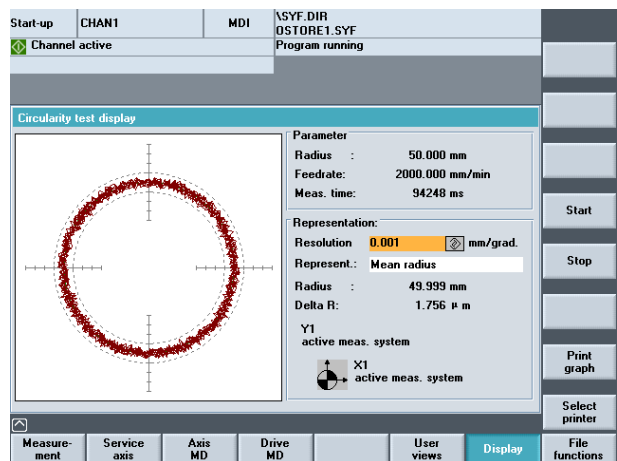 Start-up CHAN1 MDI \SYF.DIR
OSTORE1.SYF
Channel active Program running
Circularity test display
Parameter
Radius : 50.000 mm
Feedrate: 2000.000 mm/min
Meas. time: 94248 ms
Representation:
Resolution 0.001 mm/grad.
Represent.: Mean radius
Radius : 49.999 mm
Delta R: 1.756 µ m
Y1
active meas. system
X1
active meas. system
Start
Stop
Print
graph
Select
printer
Measure-
ment
Service
axis
Axis
MD
Drive
MD
User
views
Display
File
functions